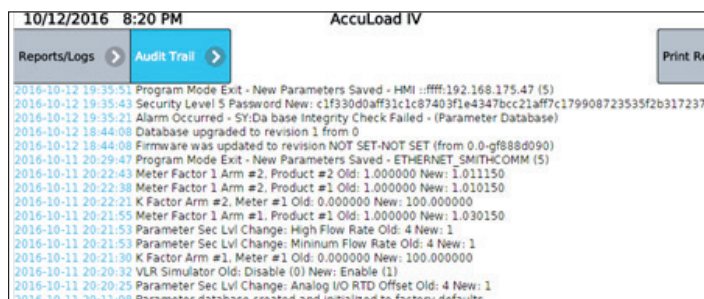 10/12/2016 8:20 PM AccuLoad IV
Reports/Logs Audit Trail Print Re
2016-10-12 19:35:51 Program Mode Exit - New Parameters Saved - HMI ::ffff:192.168.175.47 (5)
2016-10-12 19:35:43 Security Level 5 Password New: c1f330d0aff31c1c87403f1e4347bcc21aff7c179908723535f2b317237
2016-10-12 19:35:21 Alarm Occurred - SY:Da base Integrity Check Failed - (Parameter Database)
2016-10-12 18:44:08 Database upgraded to revision 1 from 0
2016-10-12 18:44:08 Firmware was updated to revision NOT SET-NOT SET (from 0.0-gf888d090)
2016-10-11 20:29:47 Program Mode Exit - New Parameters Saved - ETHERNET_SMITHCOMM (5)
2016-10-11 20:22:43 Meter Factor 1 Arm #2, Product #2 Old: 1.000000 New: 1.011150
2016-10-11 20:22:38 Meter Factor 1 Arm #2, Product #1 Old: 1.000000 New: 1.010150
2016-10-11 20:22:21 K Factor Arm #2, Meter #1 Old: 0.000000 New: 100.000000
2016-10-11 20:21:55 Meter Factor 1 Arm #1, Product #1 Old: 1.000000 New: 1.030150
2016-10-11 20:21:53 Parameter Sec Lvl Change: High Flow Rate Old: 4 New: 1
2016-10-11 20:21:53 Parameter Sec Lvl Change: Mininum Flow Rate Old: 4 New: 1
2016-10-11 20:21:30 K Factor Arm #1, Meter #1 Old: 0.000000 New: 100.000000
2016-10-11 20:20:32 VLR Simulator Old: Disable (0) New: Enable (1)
2016-10-11 20:20:25 Parameter Sec Lvl Change: Analog I/O RTD Offset Old: 4 New: 1
2016-10-11 20:11:08 Parameter database created and initialized to factory defaults